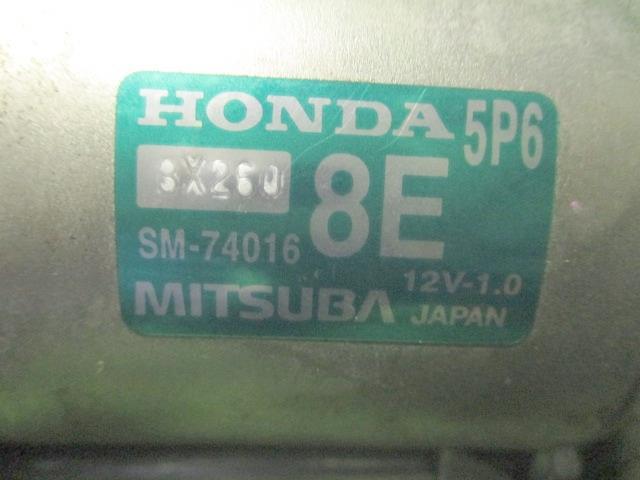 HONDA 5P6
8E
SM-74016
12V-1.0
MITSUBA JAPAN